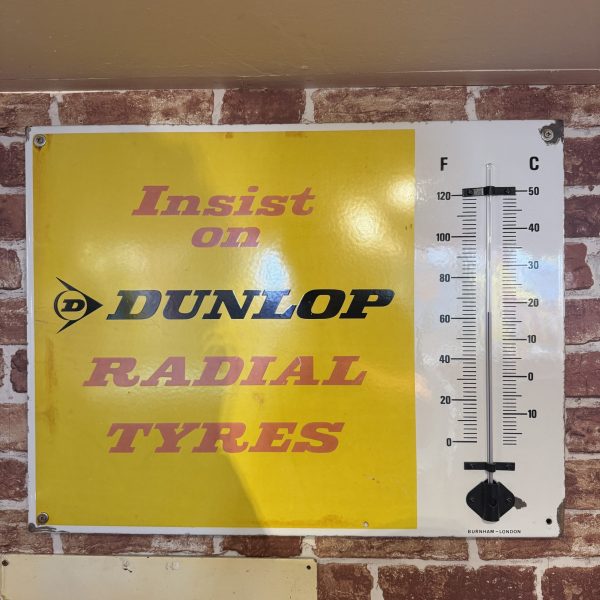 Insist
on
D DUNLOP
RADIAL
TYRES
F C
120 50
100 40
80 30
60 20
40 10
20 0
0 10
BURNHAM-LONDON